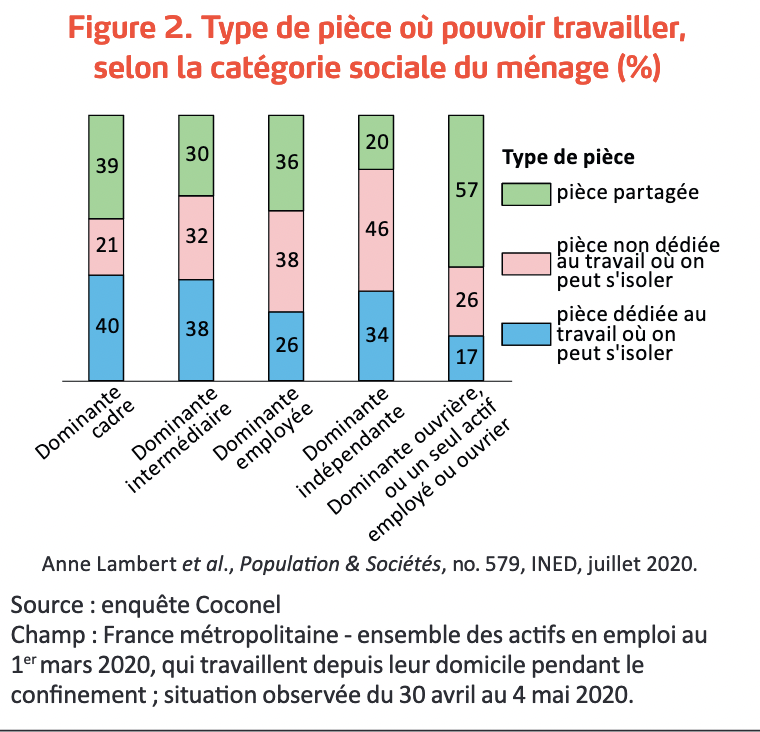 Figure 2. Type de pièce où pouvoir travailler,
selon la catégorie sociale du ménage (%)
39
21
40
30
32
38
36
38
26
20
46
34
57
26
17
Type de pièce
pièce partagée
pièce non dédiée
au travail où on
peut s'isoler
pièce dédiée au
travail où on
peut s'isoler
Dominante
cadre
Dominante
intermédiaire
Dominante
employée
Dominante
indépendante
Dominante ouvrière,
ou un seul actif
employé ou ouvrier
Anne Lambert et al., Population & Sociétés, no. 579, INED, juillet 2020.
Source : enquête Coconel
Champ : France métropolitaine - ensemble des actifs en emploi au
1er mars 2020, qui travaillent depuis leur domicile pendant le
confinement ; situation observée du 30 avril au 4 mai 2020.